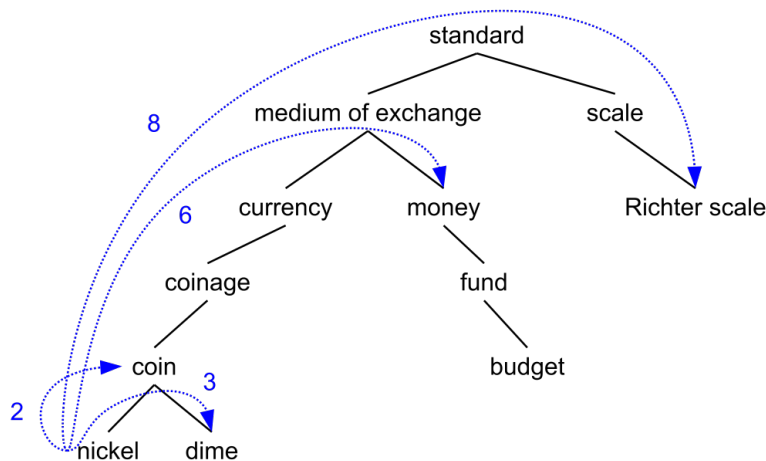 standard
8
medium of exchange
scale
6
currency
money
Richter scale
coinage
fund
coin
budget
3
2
nickel
dime